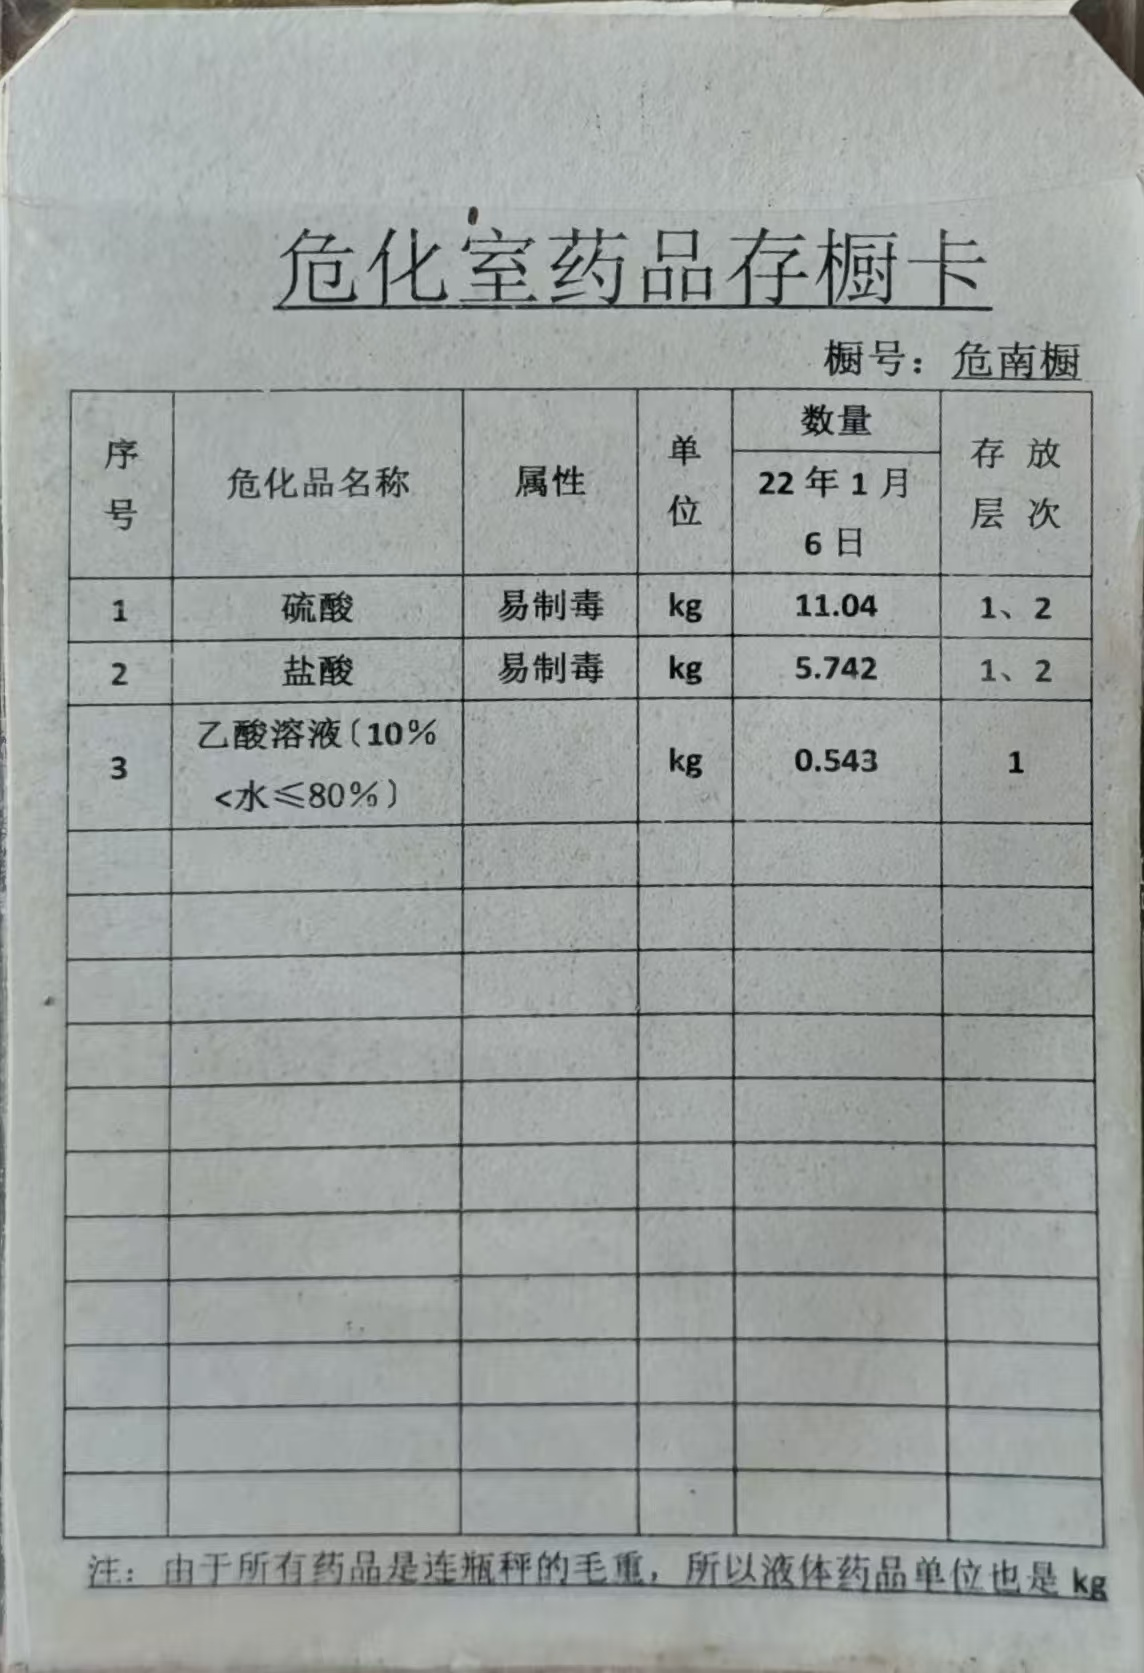 危化室药品存橱卡
橱号：危南橱
序号 危化品名称 属性 单位 数量 存放层次
22年1月6日
1 硫酸 易制毒 kg 11.04 1、2
2 盐酸 易制毒 kg 5.742 1、2
3 乙酸溶液〔10%<水≤80%〕 kg 0.543 1
注：由于所有药品是连瓶秤的毛重，所以液体药品单位也是kg